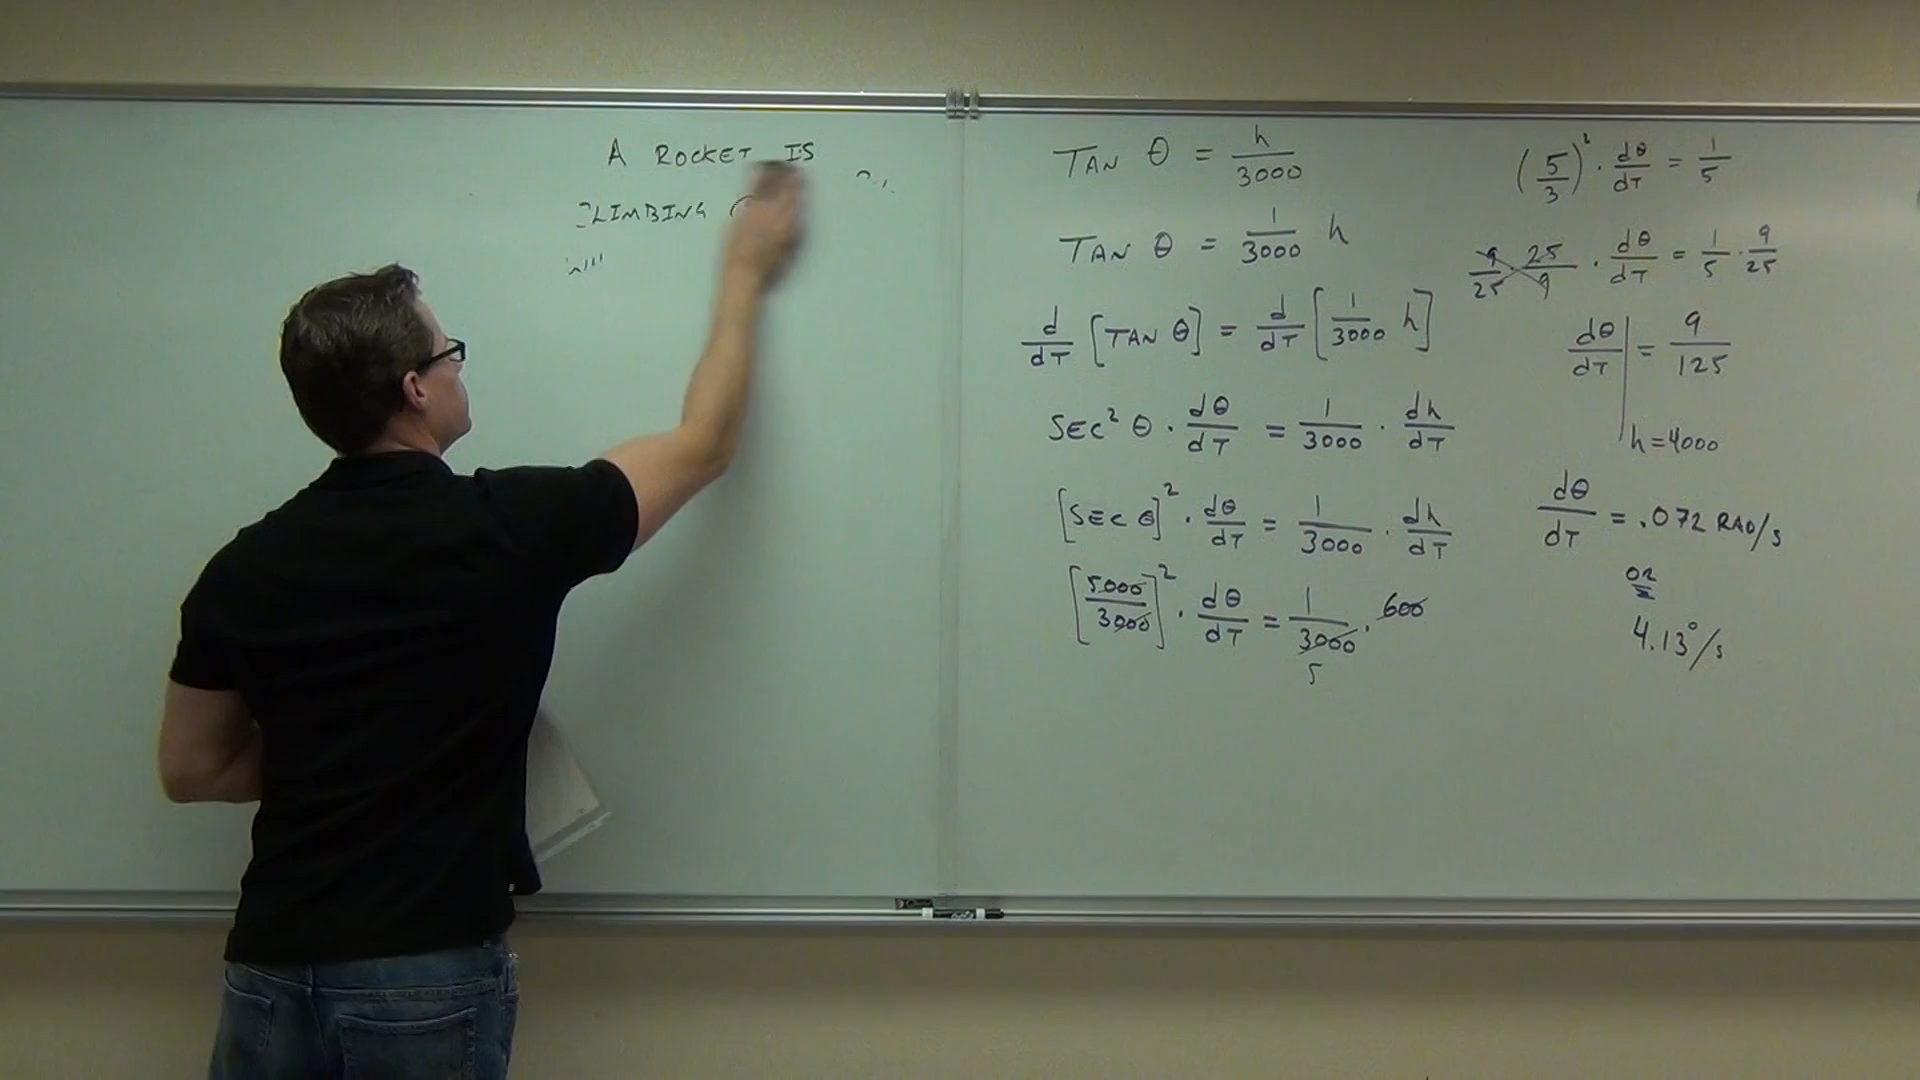 A ROCKET IS
CLIMBING
TAN θ = h/3000
TAN θ = 1/3000 h
d/dT [TAN θ] = d/dT [1/3000 h]
SEC² θ · dθ/dT = 1/3000 · dh/dT
[SEC θ]² · dθ/dT = 1/3000 · dh/dT
[5000/3000]² · dθ/dT = 1/3000 · 600
5
(5/3)² · dθ/dT = 1/5
9/25 · 25/9 · dθ/dT = 1/5 · 9/25
dθ/dT | = 9/125
h=4000
dθ/dT = .072 RAD/s
OR
4.13°/s